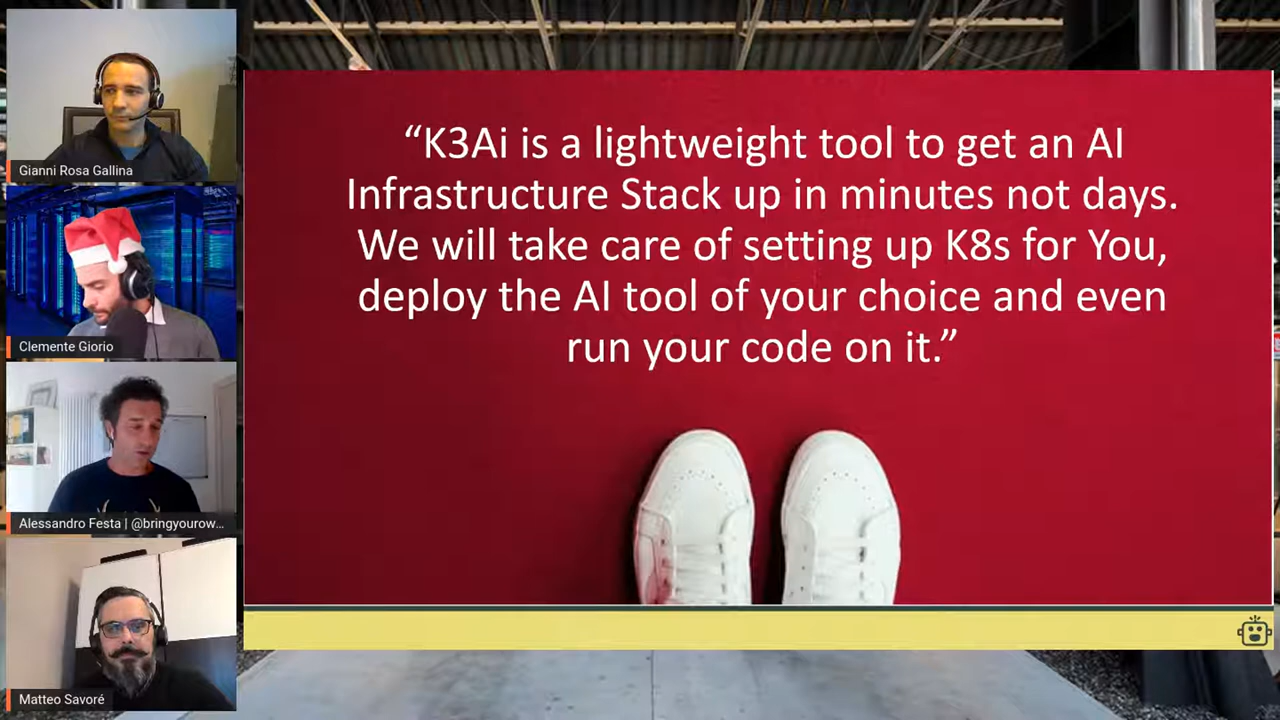 Gianni Rosa Gallina
Clemente Giorio
Alessandro Festa | @bringyourow...
Matteo Savoré
“K3Ai is a lightweight tool to get an AI
Infrastructure Stack up in minutes not days.
We will take care of setting up K8s for You,
deploy the AI tool of your choice and even
run your code on it.”